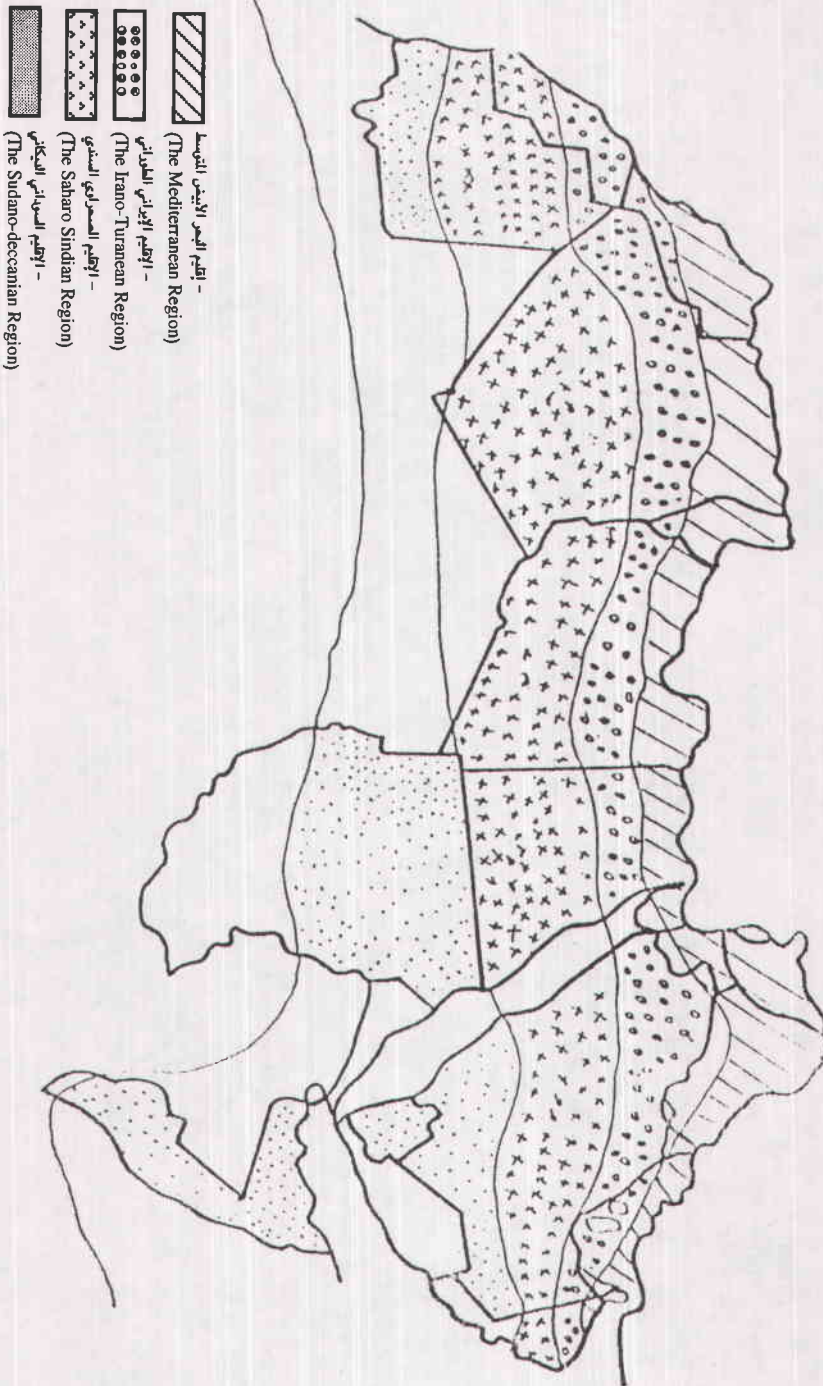 - إقليم البحر الأبيض المتوسط
(The Mediterranean Region)
- الإقليم الإيراني الطوراني
(The Irano-Turanean Region)
- الإقليم الصحراوي السندي
(The Saharo Sindian Region)
- الإقليم السوداني الديكاني
(The Sudano-deccanian Region)